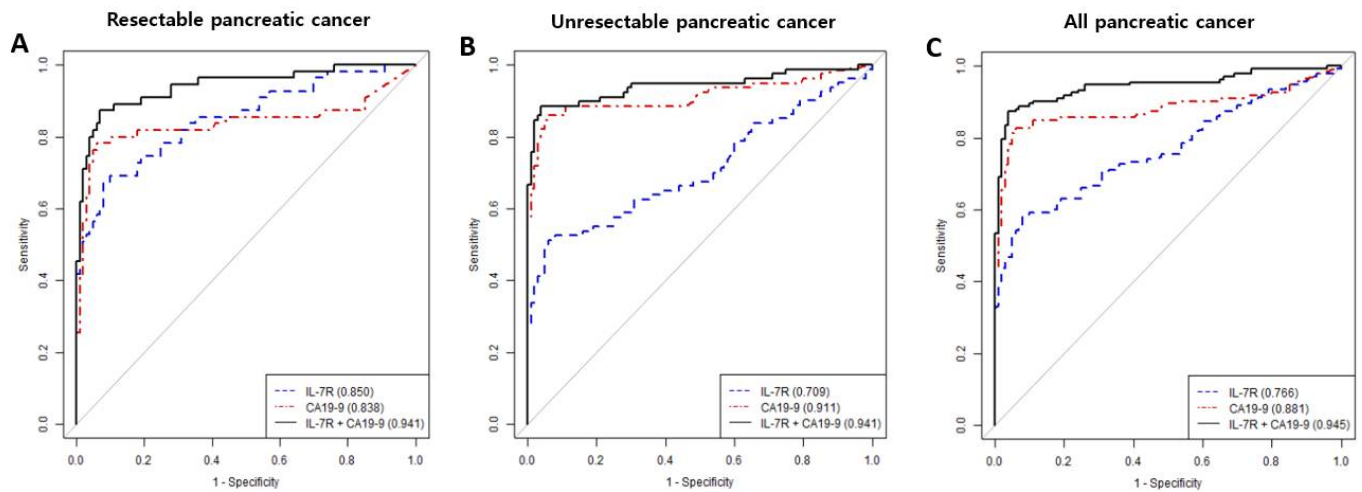 Resectable pancreatic cancer
Unresectable pancreatic cancer
All pancreatic cancer
A
Sensitivity
1.0
0.8
0.6
0.4
0.2
0.0
IL-7R (0.850)
CA19-9 (0.838)
IL-7R + CA19-9 (0.941)
0.0 0.2 0.4 0.6 0.8 1.0
1 - Specificity
B
Sensitivity
1.0
0.8
0.6
0.4
0.2
0.0
IL-7R (0.709)
CA19-9 (0.911)
IL-7R + CA19-9 (0.941)
0.0 0.2 0.4 0.6 0.8 1.0
1 - Specificity
C
Sensitivity
1.0
0.8
0.6
0.4
0.2
0.0
IL-7R (0.766)
CA19-9 (0.881)
IL-7R + CA19-9 (0.945)
0.0 0.2 0.4 0.6 0.8 1.0
1 - Specificity